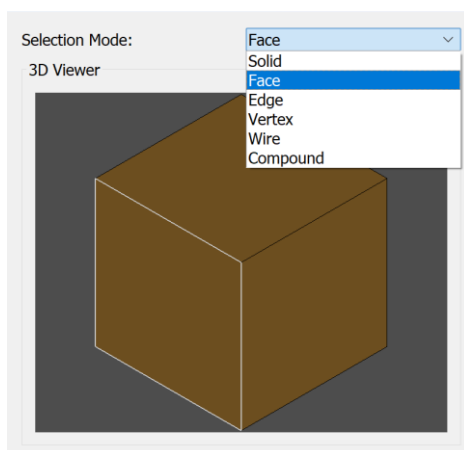 Selection Mode:
Face
Solid
3D Viewer
Face
Edge
Vertex
Wire
Compound